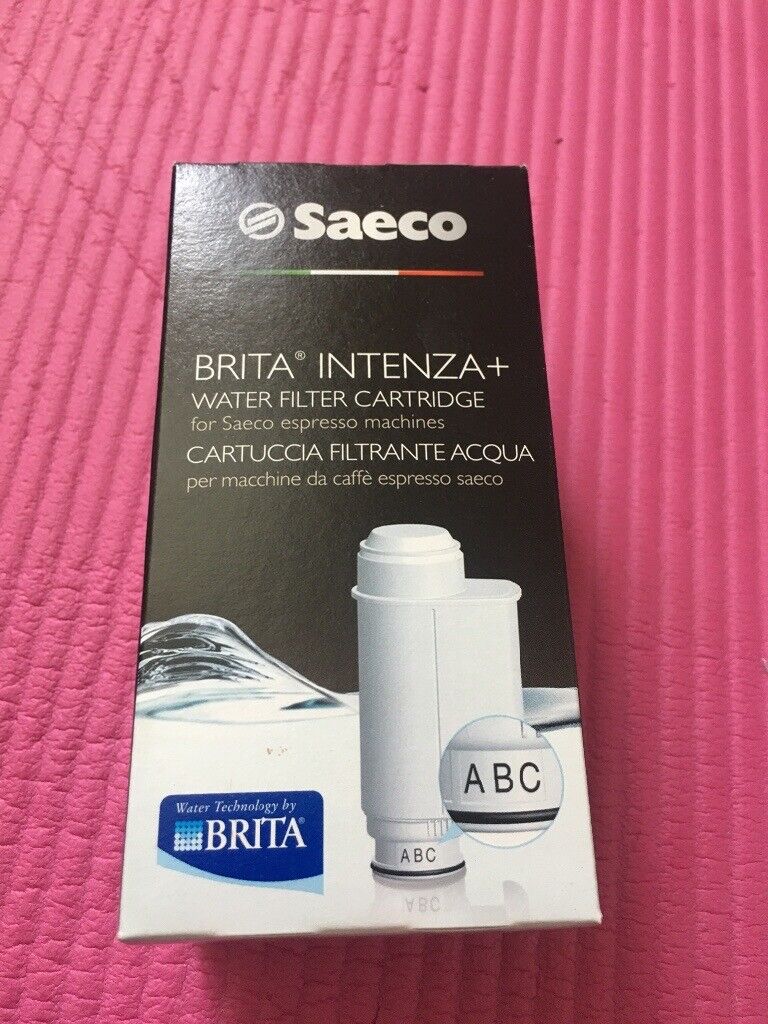 Saeco
BRITA® INTENZA+
WATER FILTER CARTRIDGE
for Saeco espresso machines
CARTUCCIA FILTRANTE ACQUA
per macchine da caffè espresso saeco
ABC
ABC
ABC
Water Technology by
BRITA®